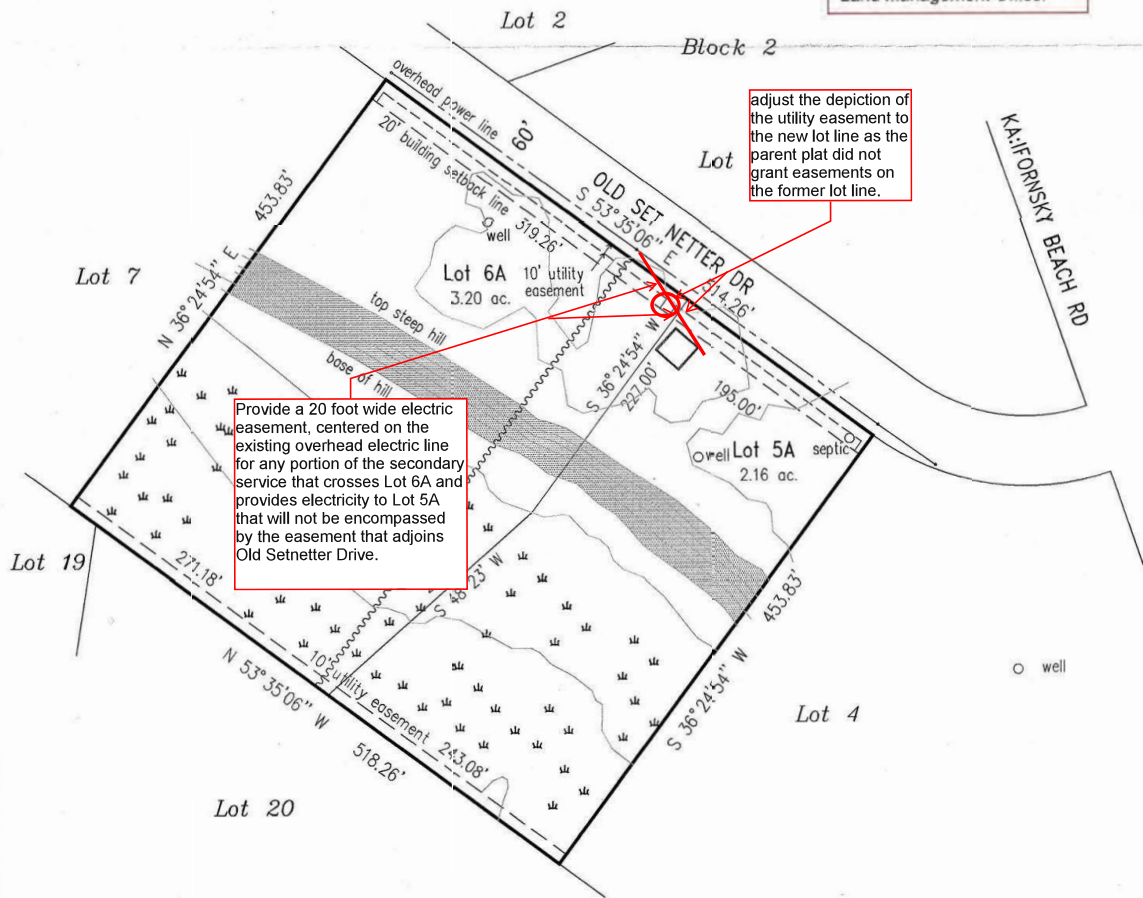 Lot 2
Block 2
overhead power line
60'
20' building setback line
OLD SET NETTER DR
S 53°35'06" E
514.26'
Lot
adjust the depiction of
the utility easement to
the new lot line as the
parent plat did not
grant easements on
the former lot line.
KA:IFORNSKY BEACH RD
453.83'
N 36°24'54" E
Lot 7
well
319.26'
Lot 6A
3.20 ac.
10' utility
easement
top steep hill
base of hill
S 36°24'54" W
227.00'
195.00'
well
Lot 5A
2.16 ac.
septic
Provide a 20 foot wide electric
easement, centered on the
existing overhead electric line
for any portion of the secondary
service that crosses Lot 6A and
provides electricity to Lot 5A
that will not be encompassed
by the easement that adjoins
Old Setnetter Drive.
Lot 19
271.18'
W
453.83'
S 36°24'54" W
well
Lot 4
N 53°35'06" W
10' utility easement
243.08'
518.26'
Lot 20